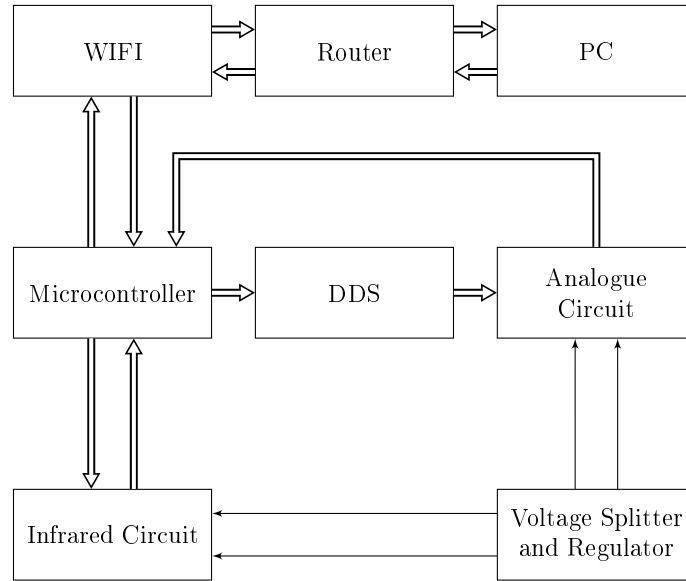 WIFI
Router
PC
Microcontroller
DDS
Analogue
Circuit
Infrared Circuit
Voltage Splitter
and Regulator